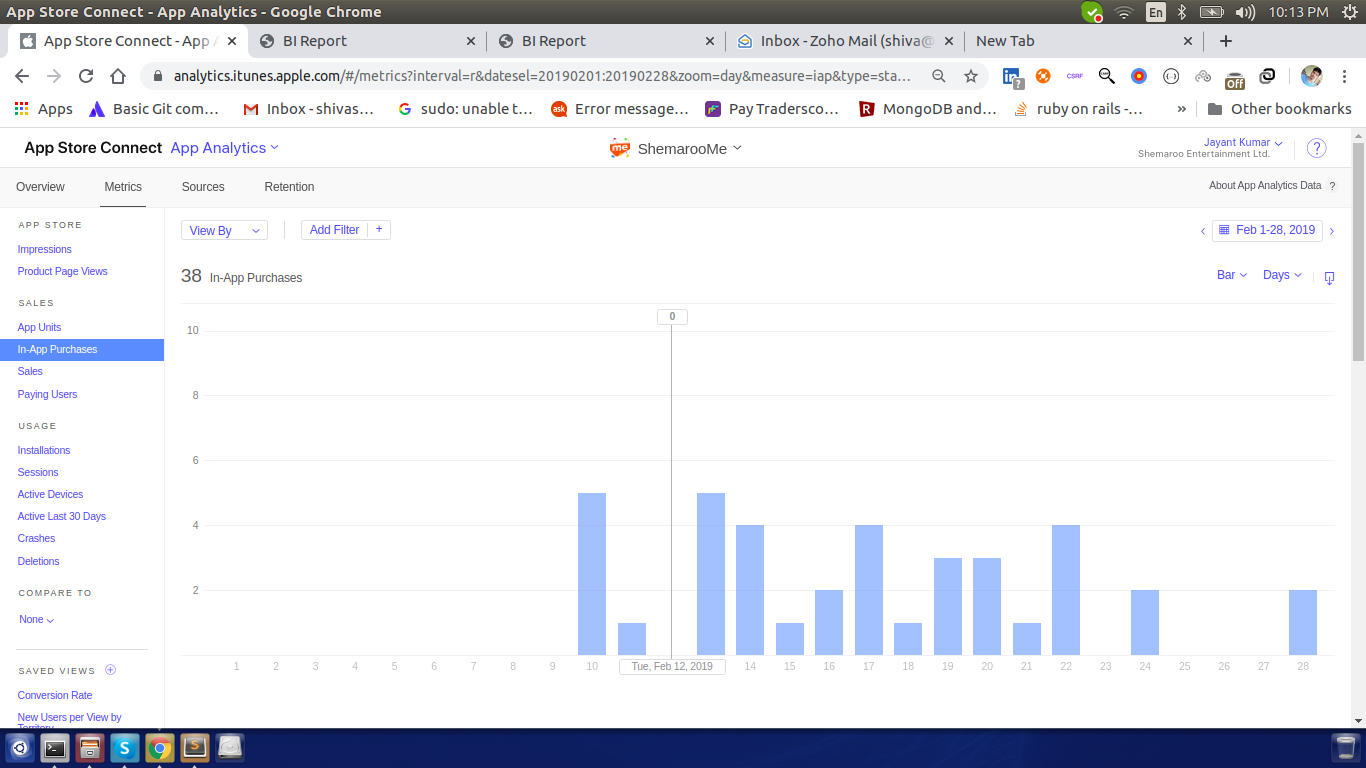 App Store Connect - App Analytics - Google Chrome
En
10:13 PM
App Store Connect - App A
BI Report
BI Report
Inbox - Zoho Mail (shiva@
New Tab
analytics.itunes.apple.com/#/metrics?interval=r&datesel=20190201:20190228&zoom=day&measure=iap&type=sta...
CSRF
Off
Apps
Basic Git com...
Inbox - shivas...
sudo: unable t...
ask
Error message...
Pay Tradersco...
MongoDB and...
ruby on rails -...
»
Other bookmarks
App Store Connect App Analytics
me
ShemarooMe
Jayant Kumar
Shemaroo Entertainment Ltd.
?
Overview
Metrics
Sources
Retention
About App Analytics Data ?
APP STORE
Impressions
Product Page Views
SALES
App Units
In-App Purchases
Sales
Paying Users
USAGE
Installations
Sessions
Active Devices
Active Last 30 Days
Crashes
Deletions
COMPARE TO
None
SAVED VIEWS
Conversion Rate
New Users per View by
Territory
View By
Add Filter +
Feb 1-28, 2019
38 In-App Purchases
Bar
Days
0
10
8
6
4
2
1 2 3 4 5 6 7 8 9 10 Tue, Feb 12, 2019 14 15 16 17 18 19 20 21 22 23 24 25 26 27 28